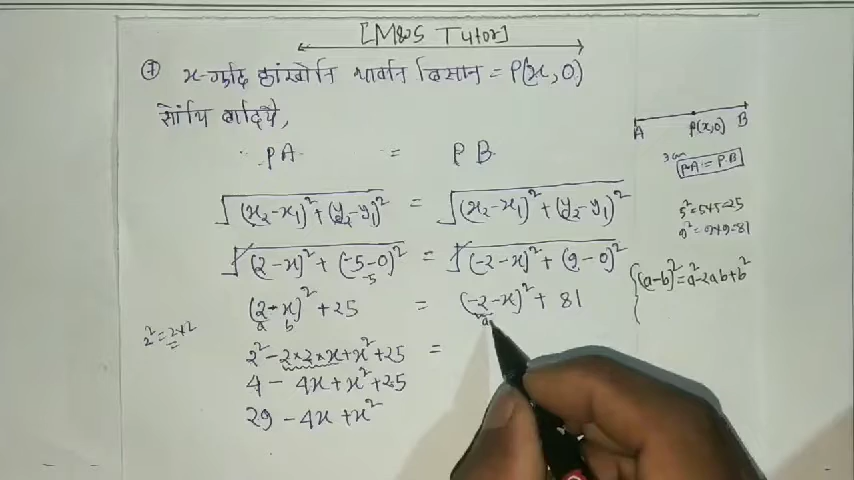 [M&S Tutor]
⑦ x-गुदि हांखोनि थार्वान बिसान = P(x, 0)
सोंथि बादिये,
PA = PB
√(x₂-x₁)²+(y₂-y₁)² = √(x₂-x₁)²+(y₂-y₁)²
√(2-x)²+(-5-0)² = √(-2-x)²+(9-0)²
-5
(2-x)²+25 = (-2-x)²+81
a b a
2²=2×2
2²-2×2×x+x²+25 =
4-4x+x²+25
29-4x+x²
A P(x,0) B
PA = PB
5²=5×5=25
9²=9×9=81
(a-b)²=a²-2ab+b²